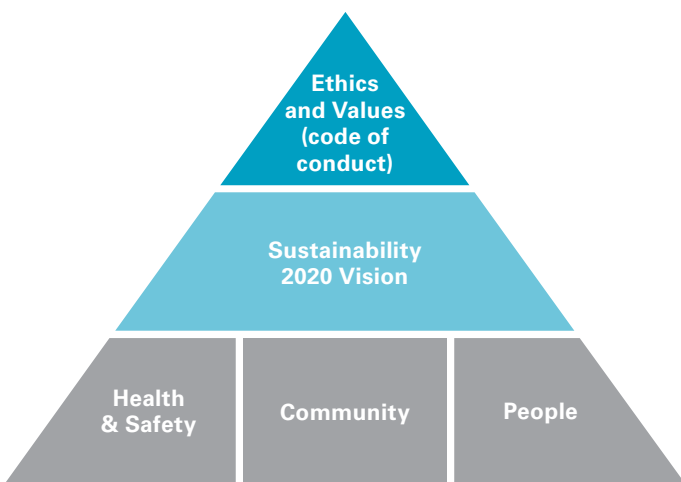 Ethics
and Values
(code of
conduct)
Sustainability
2020 Vision
Health
& Safety
Community
People